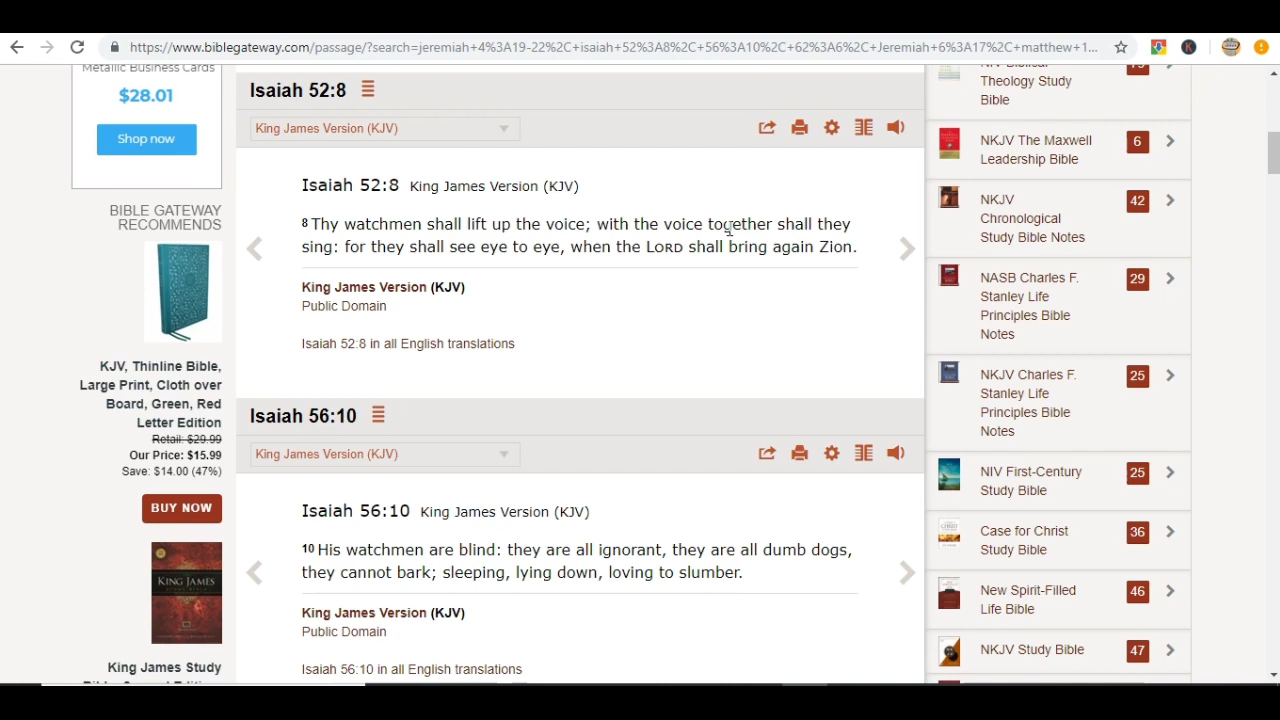 https://www.biblegateway.com/passage/?search=jeremiah+4%3A19-22%2C+isaiah+52%3A8%2C+56%3A10%2C+62%3A6%2C+Jeremiah+6%3A17%2C+matthew+1...
Metallic Business Cards
$28.01
Shop now
BIBLE GATEWAY
RECOMMENDS
KJV, Thinline Bible,
Large Print, Cloth over
Board, Green, Red
Letter Edition
Retail: $29.99
Our Price: $15.99
Save: $14.00 (47%)
BUY NOW
KING JAMES
King James Study
Isaiah 52:8
King James Version (KJV)
Isaiah 52:8 King James Version (KJV)
8 Thy watchmen shall lift up the voice; with the voice together shall they
sing: for they shall see eye to eye, when the LORD shall bring again Zion.
King James Version (KJV)
Public Domain
Isaiah 52:8 in all English translations
Isaiah 56:10
King James Version (KJV)
Isaiah 56:10 King James Version (KJV)
10 His watchmen are blind: they are all ignorant, they are all dumb dogs,
they cannot bark; sleeping, lying down, loving to slumber.
King James Version (KJV)
Public Domain
Isaiah 56:10 in all English translations
NIV Biblical
Theology Study
Bible
NKJV The Maxwell
Leadership Bible
6
NKJV
Chronological
Study Bible Notes
42
NASB Charles F.
Stanley Life
Principles Bible
Notes
29
NKJV Charles F.
Stanley Life
Principles Bible
Notes
25
NIV First-Century
Study Bible
25
Case for Christ
Study Bible
36
New Spirit-Filled
Life Bible
46
NKJV Study Bible
47